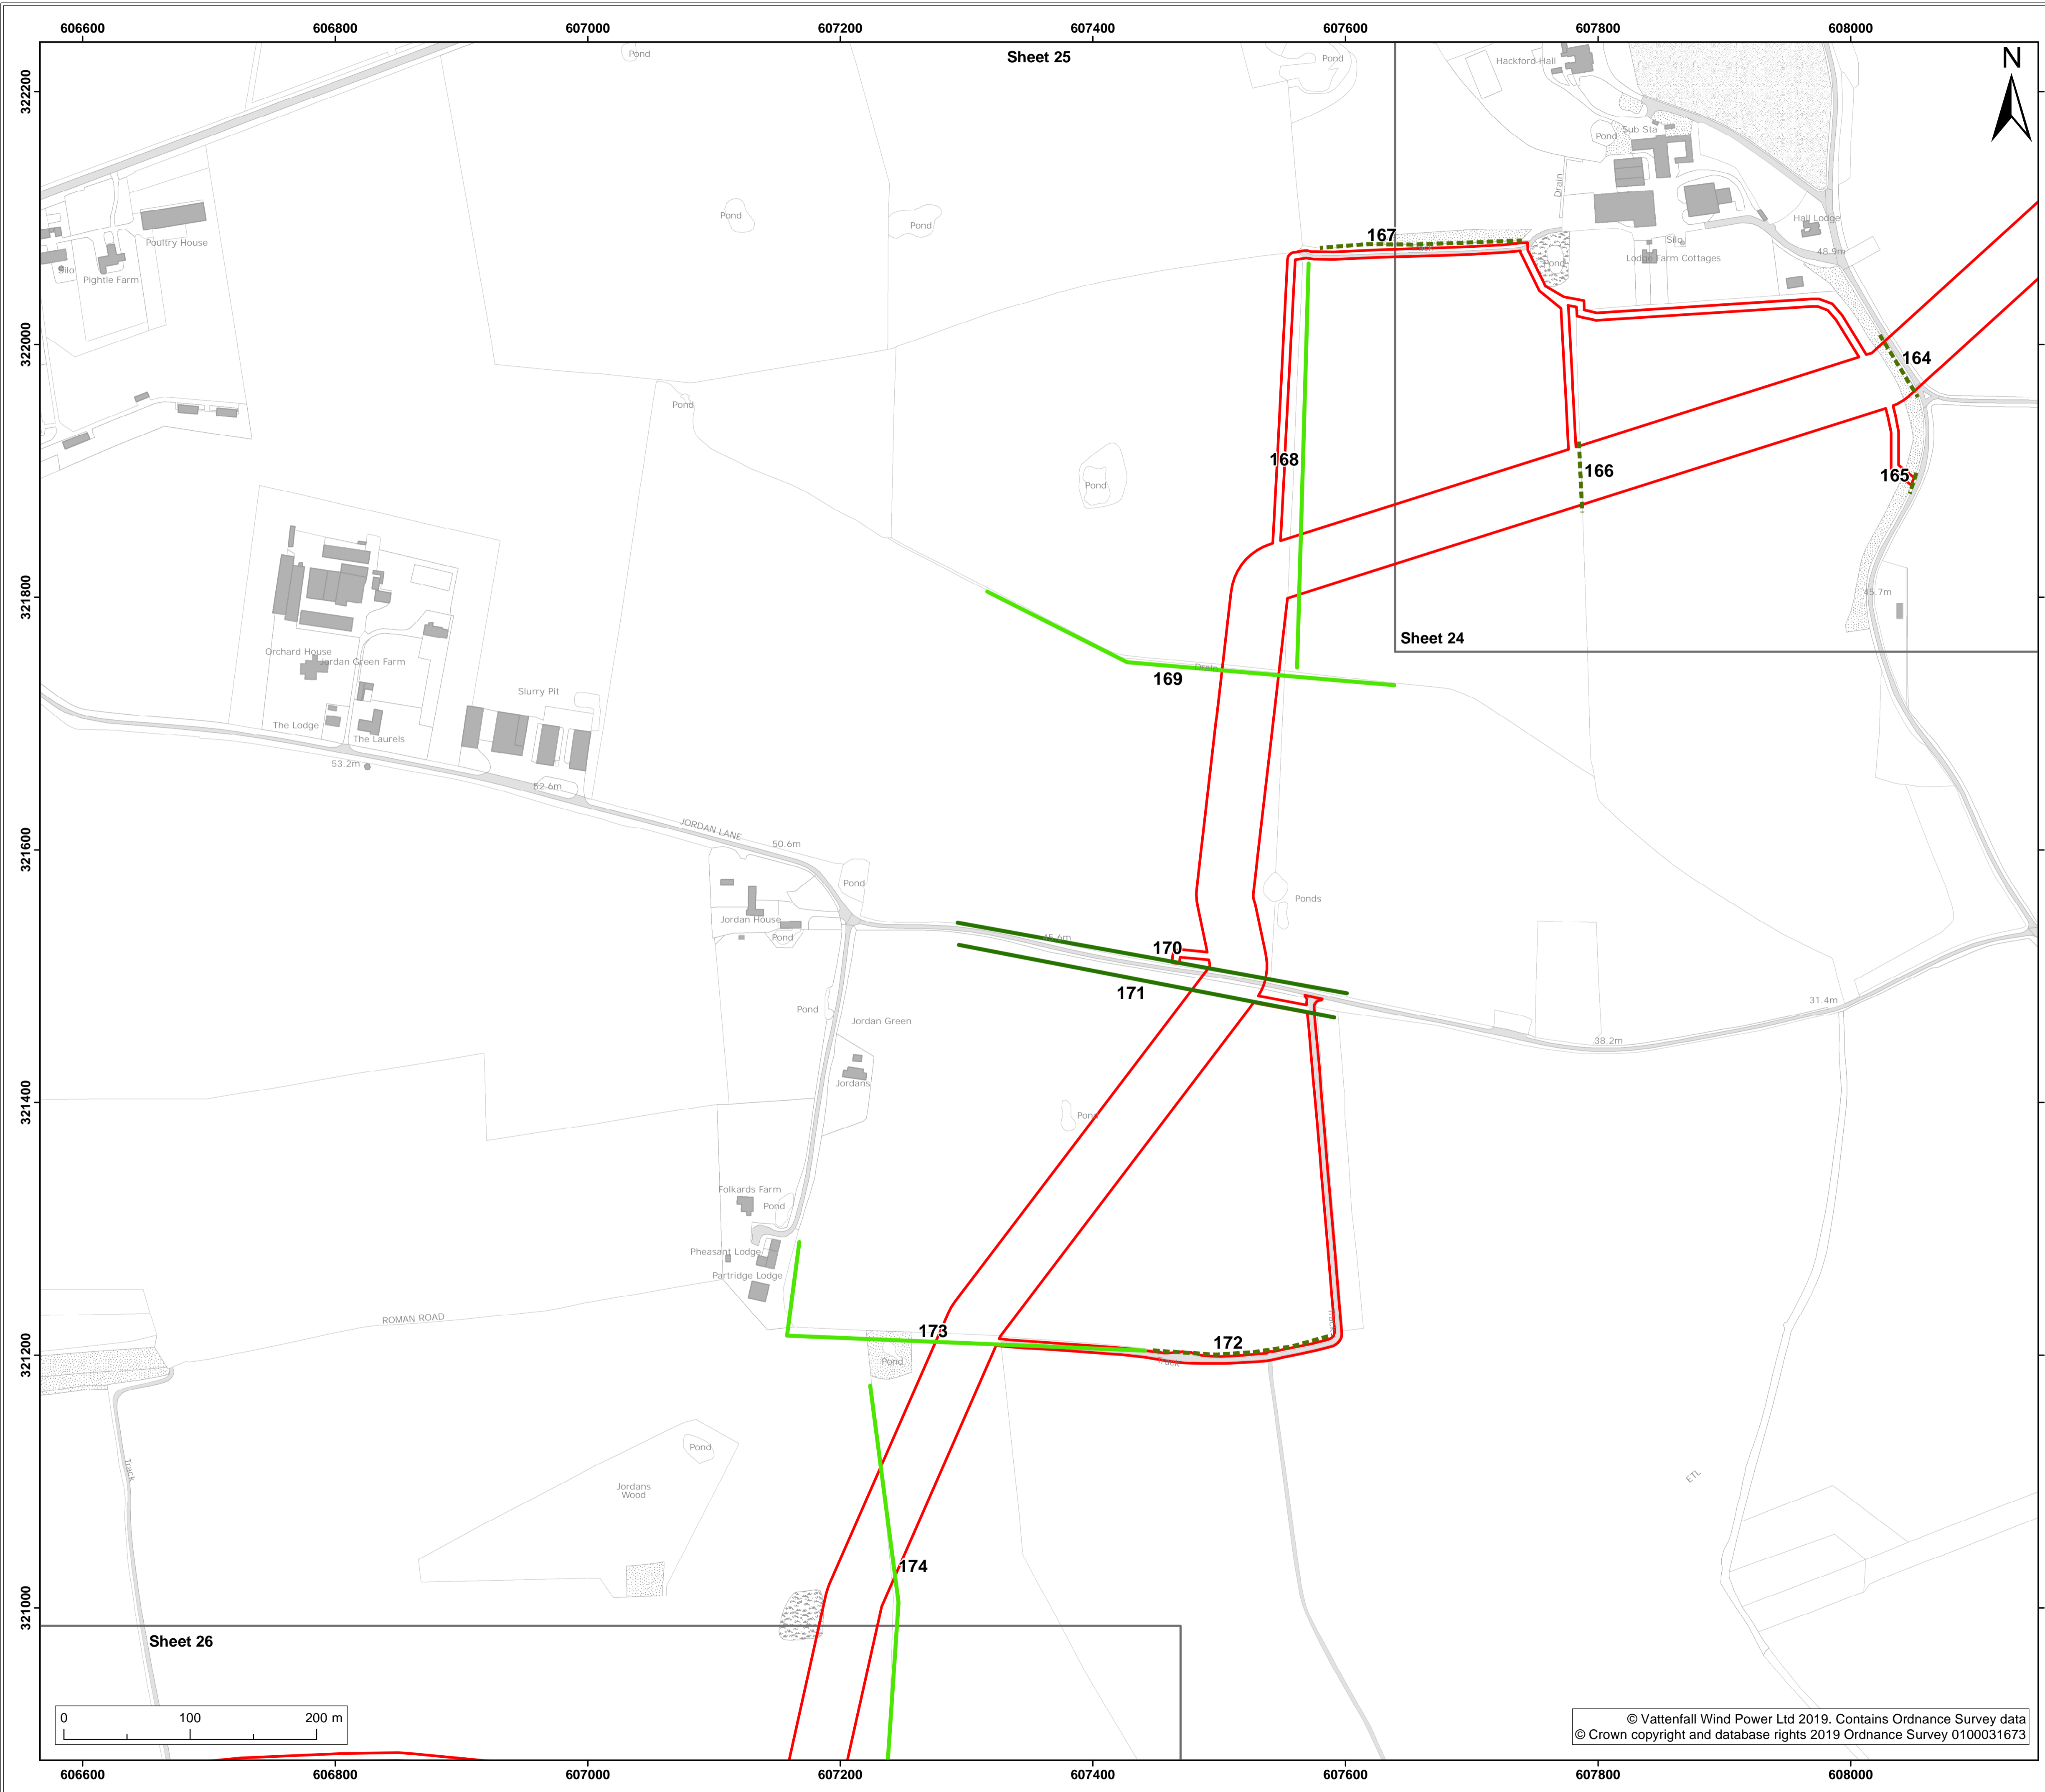 606600
606800
607000
607200
607400
607600
607800
608000
Sheet 25
N
322200
322000
321800
321600
321400
321200
321000
Pond
Pond
Hackford Hall
Sub Sta
Pond
Drain
Hall Lodge
48.9m
Silo
Lodge Farm Cottages
Pond
Poultry House
Silo
Pightle Farm
Pond
Pond
167
164
168
166
165
Pond
Pond
45.7m
Sheet 24
Orchard House
Jordan Green Farm
Slurry Pit
The Lodge
The Laurels
53.2m
52.6m
Drain
169
JORDAN LANE
50.6m
Pond
Jordan House
Pond
Ponds
45.6m
170
171
31.4m
38.2m
Pond
Jordan Green
Jordans
Pond
Folkards Farm
Pond
Pheasant Lodge
Partridge Lodge
ROMAN ROAD
173
172
Track
Track
Pond
Pond
Track
Jordans
Wood
ETL
174
Sheet 26
0 100 200 m
© Vattenfall Wind Power Ltd 2019. Contains Ordnance Survey data
© Crown copyright and database rights 2019 Ordnance Survey 0100031673
606600
606800
607000
607200
607400
607600
607800
608000